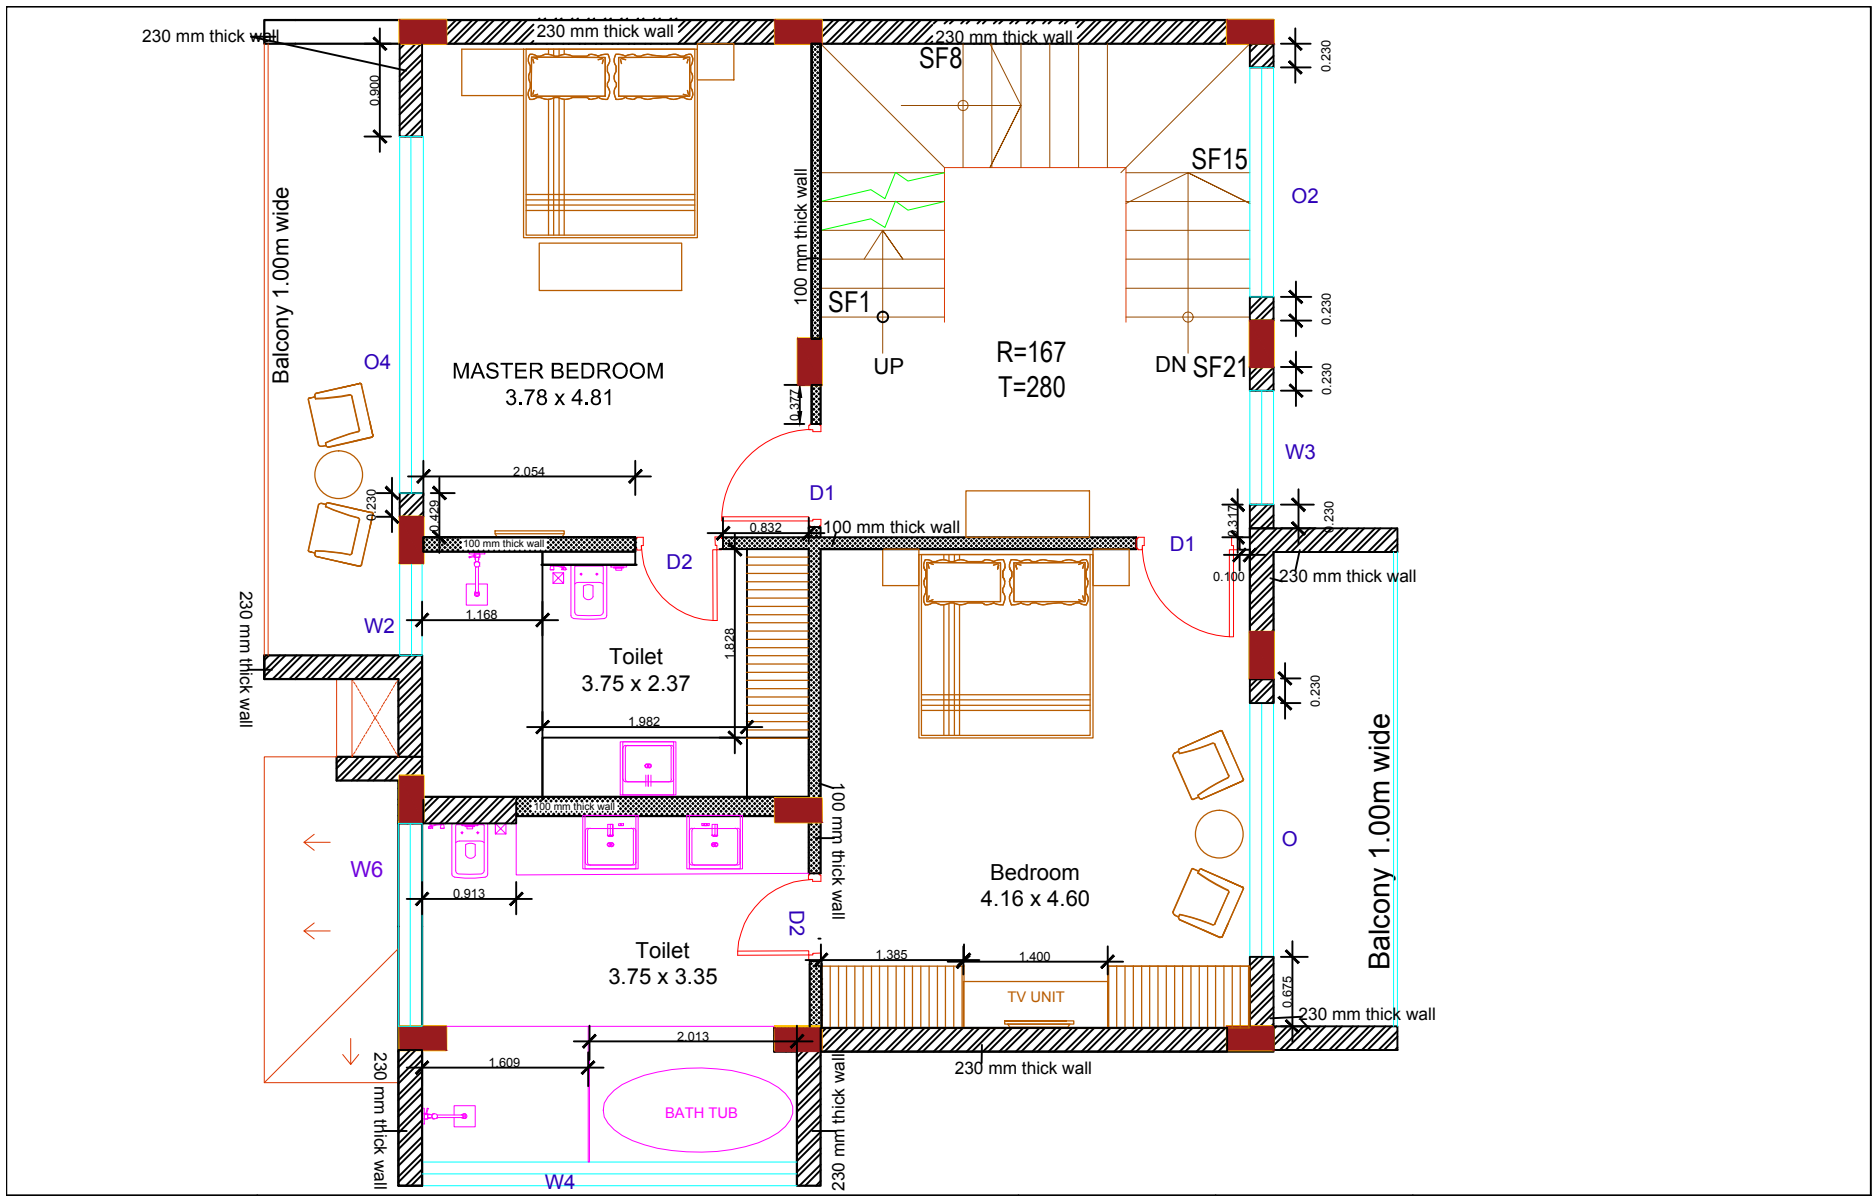 230 mm thick wall
230 mm thick wall
230 mm thick wall
SF8
0.230
0.900
SF15
O2
Balcony 1.00m wide
100 mm thick wall
SF1
0.230
UP
R=167
T=280
DN SF21
0.230
O4
MASTER BEDROOM
3.78 x 4.81
0.377
W3
2.054
D1
0.230
0.429
0.832
100 mm thick wall
0.317
0.230
100 mm thick wall
D2
D1
0.100
230 mm thick wall
1.168
W2
230 mm thick wall
1.828
Toilet
3.75 x 2.37
0.230
1.982
Balcony 1.00m wide
100 mm thick wall
100 mm thick wall
O
W6
0.913
Bedroom
4.16 x 4.60
D2
Toilet
3.75 x 3.35
1.385
1.400
TV UNIT
0.675
230 mm thick wall
2.013
1.609
230 mm thick wall
230 mm thick wall
230 mm thick wall
BATH TUB
W4